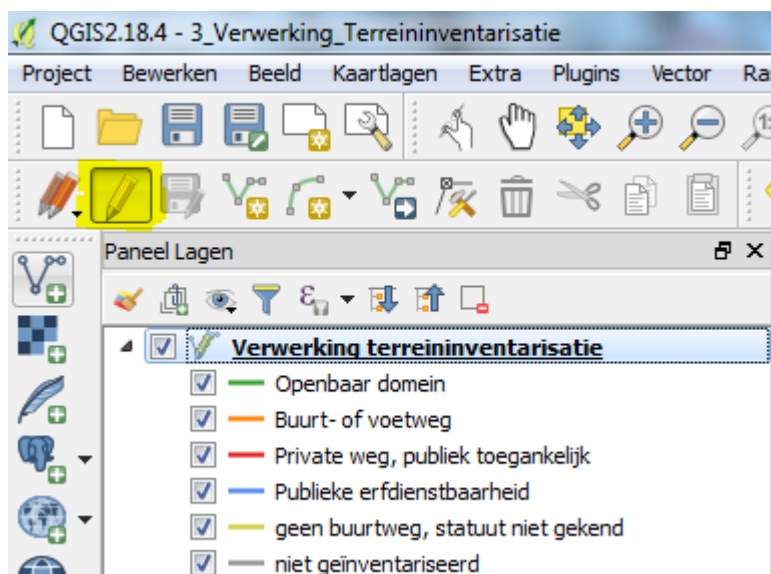 QGIS2.18.4 - 3_Verwerking_Terreininventarisatie
Project Bewerken Beeld Kaartlagen Extra Plugins Vector Ra
Paneel Lagen
Verwerking terreininventarisatie
Openbaar domein
Buurt- of voetweg
Private weg, publiek toegankelijk
Publieke erfdienstbaarheid
geen buurtweg, statuut niet gekend
niet geïnventariseerd